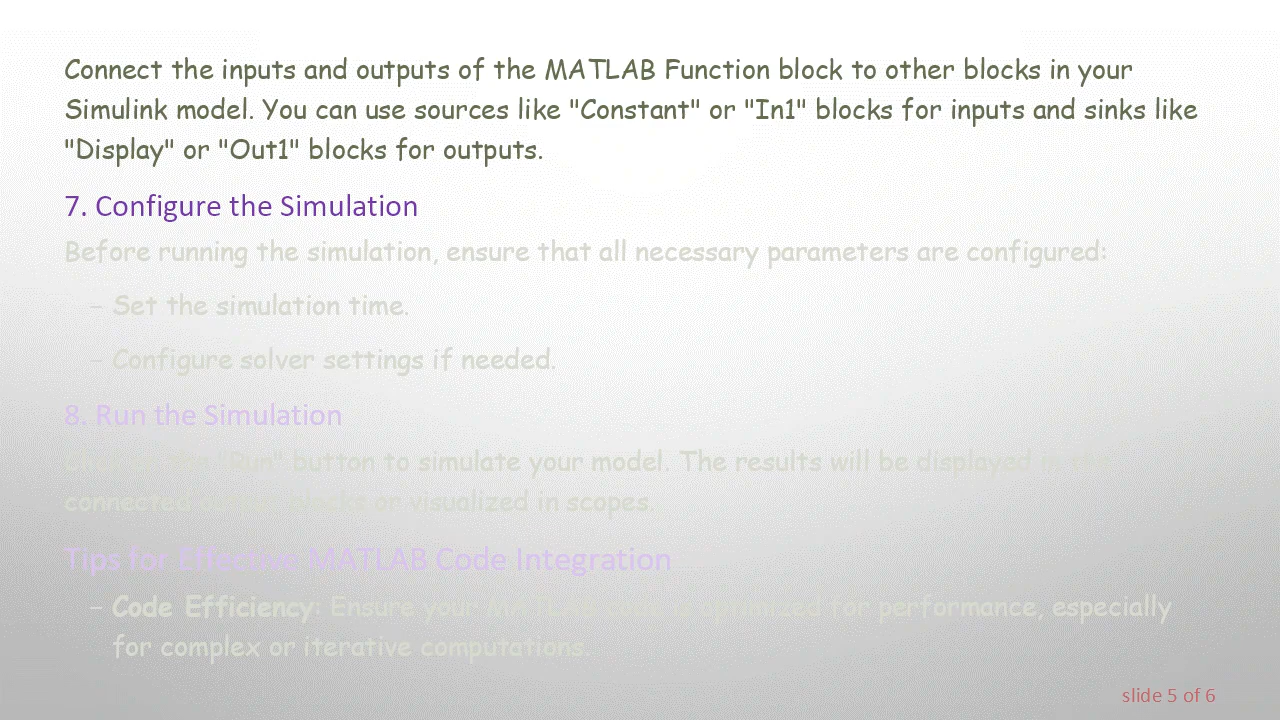 Connect the inputs and outputs of the MATLAB Function block to other blocks in your
Simulink model. You can use sources like "Constant" or "In1" blocks for inputs and sinks like
"Display" or "Out1" blocks for outputs.
7. Configure the Simulation
Before running the simulation, ensure that all necessary parameters are configured:
– Set the simulation time.
– Configure solver settings if needed.
8. Run the Simulation
"Run" button to simulate your model. The results will be displayed in the
connected blocks or visualized in scopes.
Tips for Effective MATLAB Code Integration
– Code Efficiency: Ensure your for performance, especially
for complex or iterative computations.
slide 5 of 6